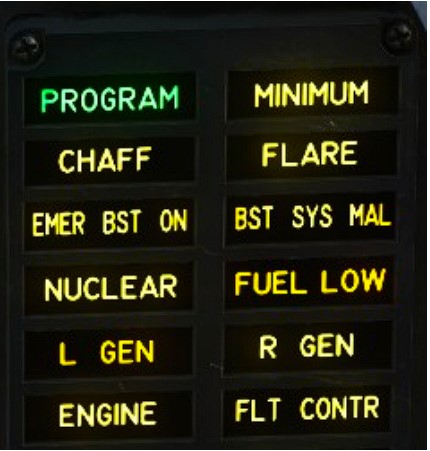 PROGRAM MINIMUM
CHAFF FLARE
EMER BST ON BST SYS MAL
NUCLEAR FUEL LOW
L GEN R GEN
ENGINE FLT CONTR